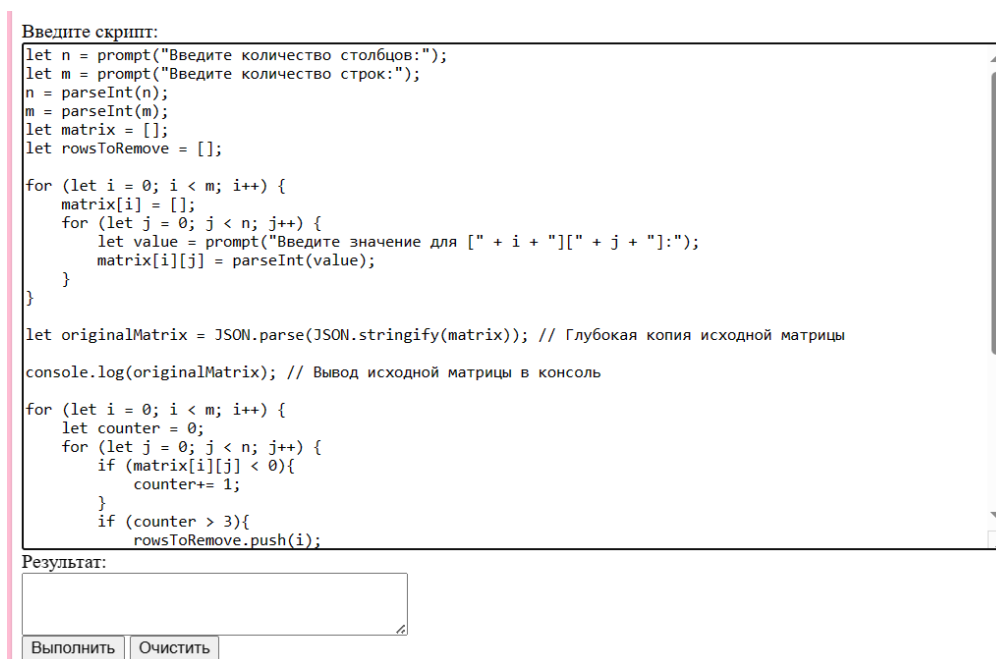 Введите скрипт:
let n = prompt("Введите количество столбцов:");
let m = prompt("Введите количество строк:");
n = parseInt(n);
m = parseInt(m);
let matrix = [];
let rowsToRemove = [];
for (let i = 0; i < m; i++) {
    matrix[i] = [];
    for (let j = 0; j < n; j++) {
        let value = prompt("Введите значение для [" + i + "][" + j + "]:");
        matrix[i][j] = parseInt(value);
    }
}
let originalMatrix = JSON.parse(JSON.stringify(matrix)); // Глубокая копия исходной матрицы
console.log(originalMatrix); // Вывод исходной матрицы в консоль
for (let i = 0; i < m; i++) {
    let counter = 0;
    for (let j = 0; j < n; j++) {
        if (matrix[i][j] < 0){
            counter+= 1;
        }
        if (counter > 3){
            rowsToRemove.push(i);
Результат:
Выполнить Очистить